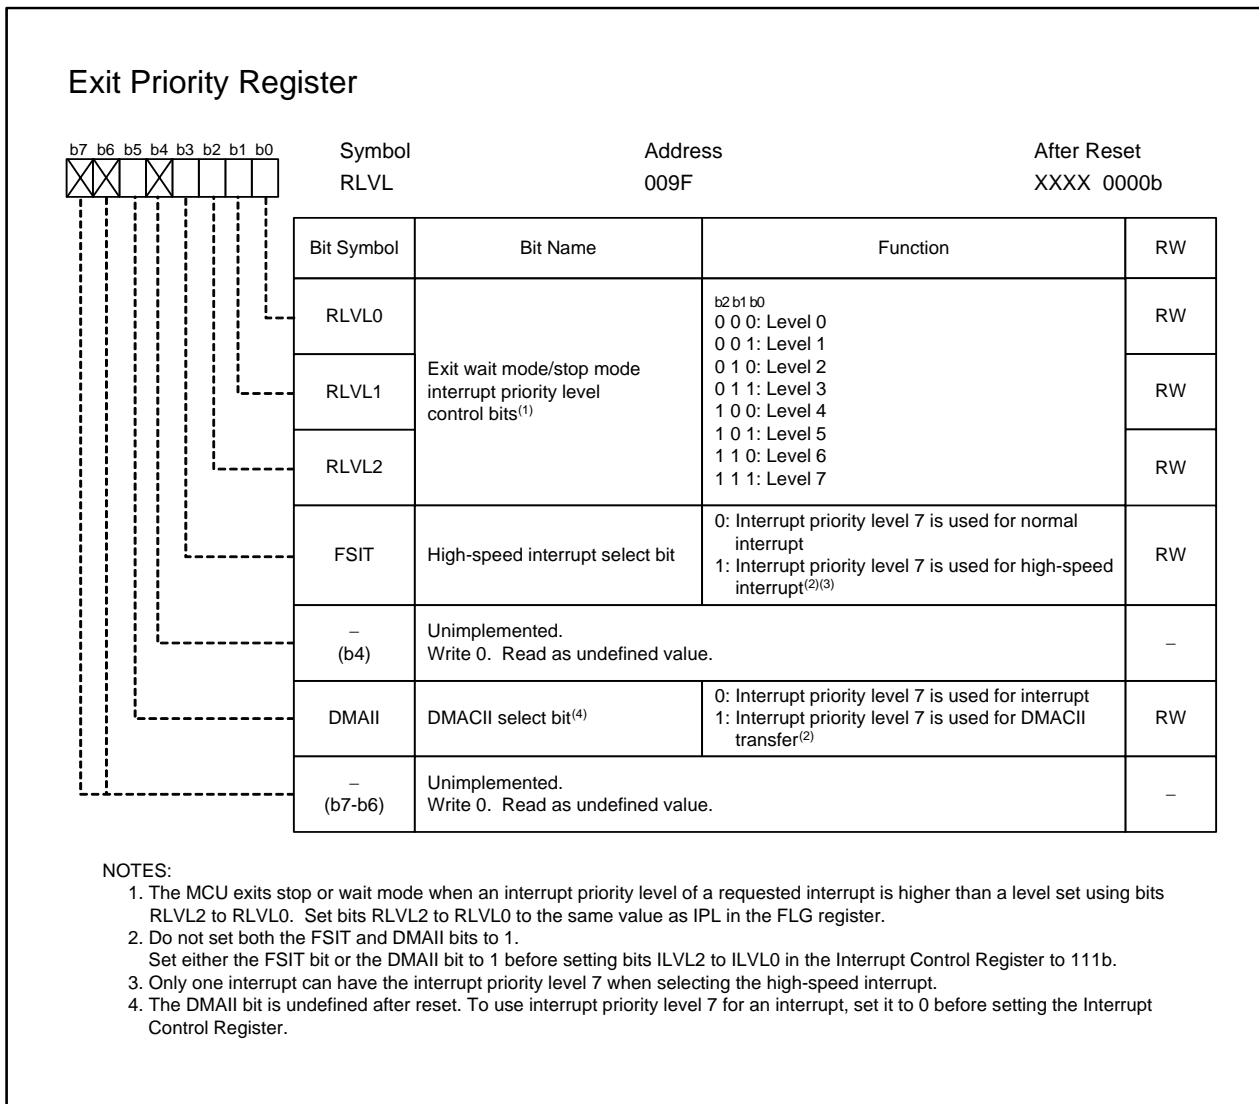 Exit Priority Register
b7 b6 b5 b4 b3 b2 b1 b0
Symbol Address After Reset
RLVL 009F XXXX 0000b
Bit Symbol Bit Name Function RW
RLVL0
RLVL1
RLVL2
Exit wait mode/stop mode
interrupt priority level
control bits(1)
b2 b1 b0
0 0 0: Level 0
0 0 1: Level 1
0 1 0: Level 2
0 1 1: Level 3
1 0 0: Level 4
1 0 1: Level 5
1 1 0: Level 6
1 1 1: Level 7
RW
RW
RW
FSIT
High-speed interrupt select bit
0: Interrupt priority level 7 is used for normal
interrupt
1: Interrupt priority level 7 is used for high-speed
interrupt(2)(3)
RW
–
(b4)
Unimplemented.
Write 0. Read as undefined value.
–
DMAII
DMACII select bit(4)
0: Interrupt priority level 7 is used for interrupt
1: Interrupt priority level 7 is used for DMACII
transfer(2)
RW
–
(b7-b6)
Unimplemented.
Write 0. Read as undefined value.
–
NOTES:
1. The MCU exits stop or wait mode when an interrupt priority level of a requested interrupt is higher than a level set using bits
RLVL2 to RLVL0. Set bits RLVL2 to RLVL0 to the same value as IPL in the FLG register.
2. Do not set both the FSIT and DMAII bits to 1.
Set either the FSIT bit or the DMAII bit to 1 before setting bits ILVL2 to ILVL0 in the Interrupt Control Register to 111b.
3. Only one interrupt can have the interrupt priority level 7 when selecting the high-speed interrupt.
4. The DMAII bit is undefined after reset. To use interrupt priority level 7 for an interrupt, set it to 0 before setting the Interrupt
Control Register.